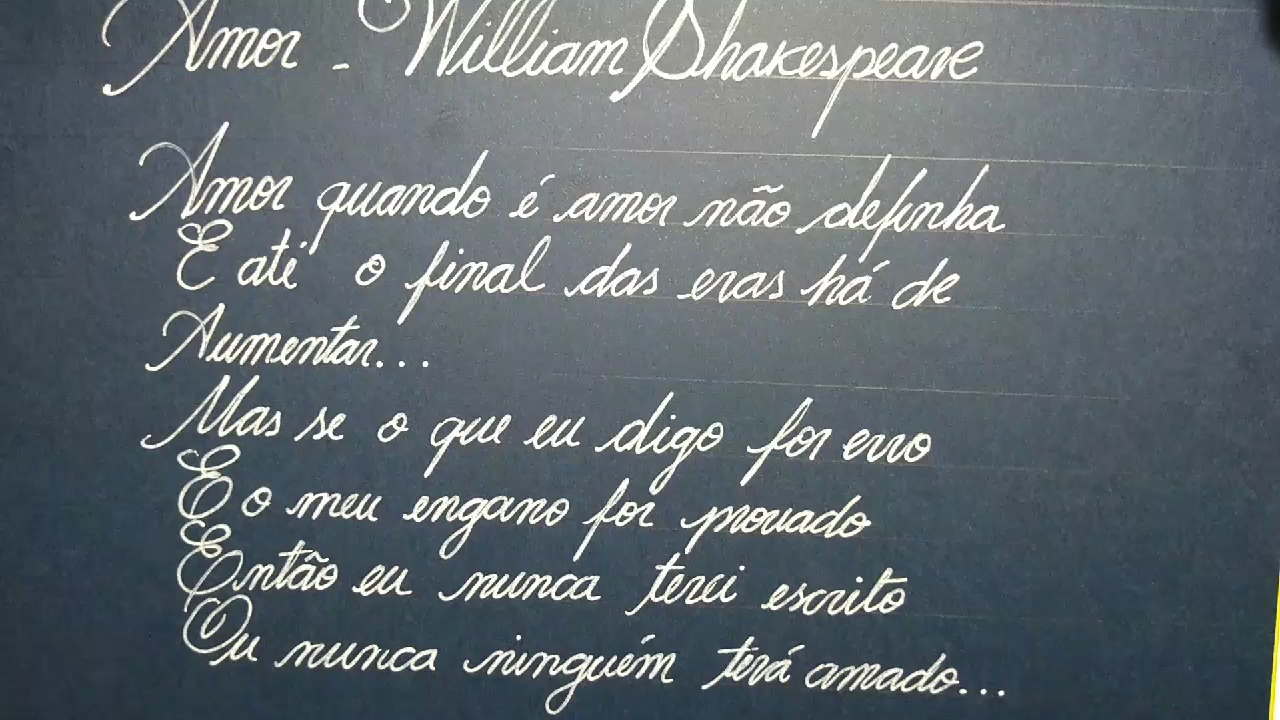 Amor - William Shakespeare
Amor quando é amor não definha
E até o final das eras há de
Aumentar...
Mas se o que eu digo for erro
E o meu engano for provado
Então eu nunca terei escrito
Ou nunca ninguém terá amado...